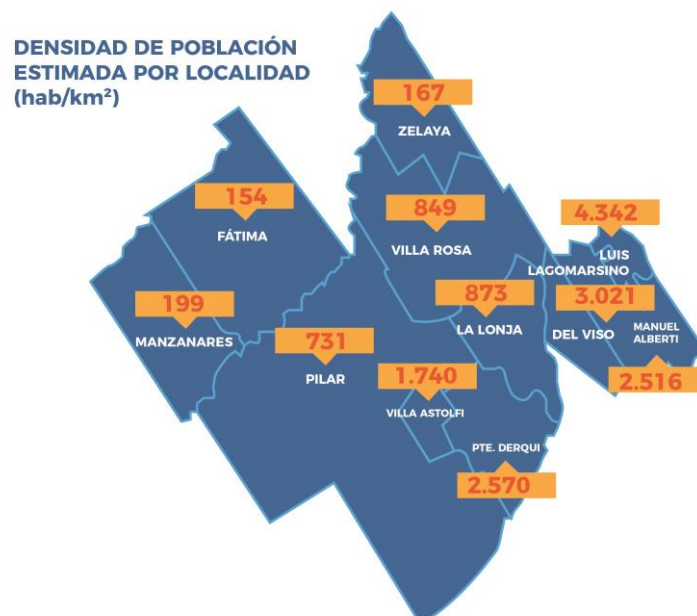 DENSIDAD DE POBLACIÓN
ESTIMADA POR LOCALIDAD
(hab/km²)
167
ZELAYA
154
FÁTIMA
849
VILLA ROSA
4.342
LUIS
LAGOMARSINO
199
MANZANARES
873
LA LONJA
3.021
DEL VISO
MANUEL
ALBERTI
2.516
731
PILAR
1.740
VILLA ASTOLFI
PTE. DERQUI
2.570